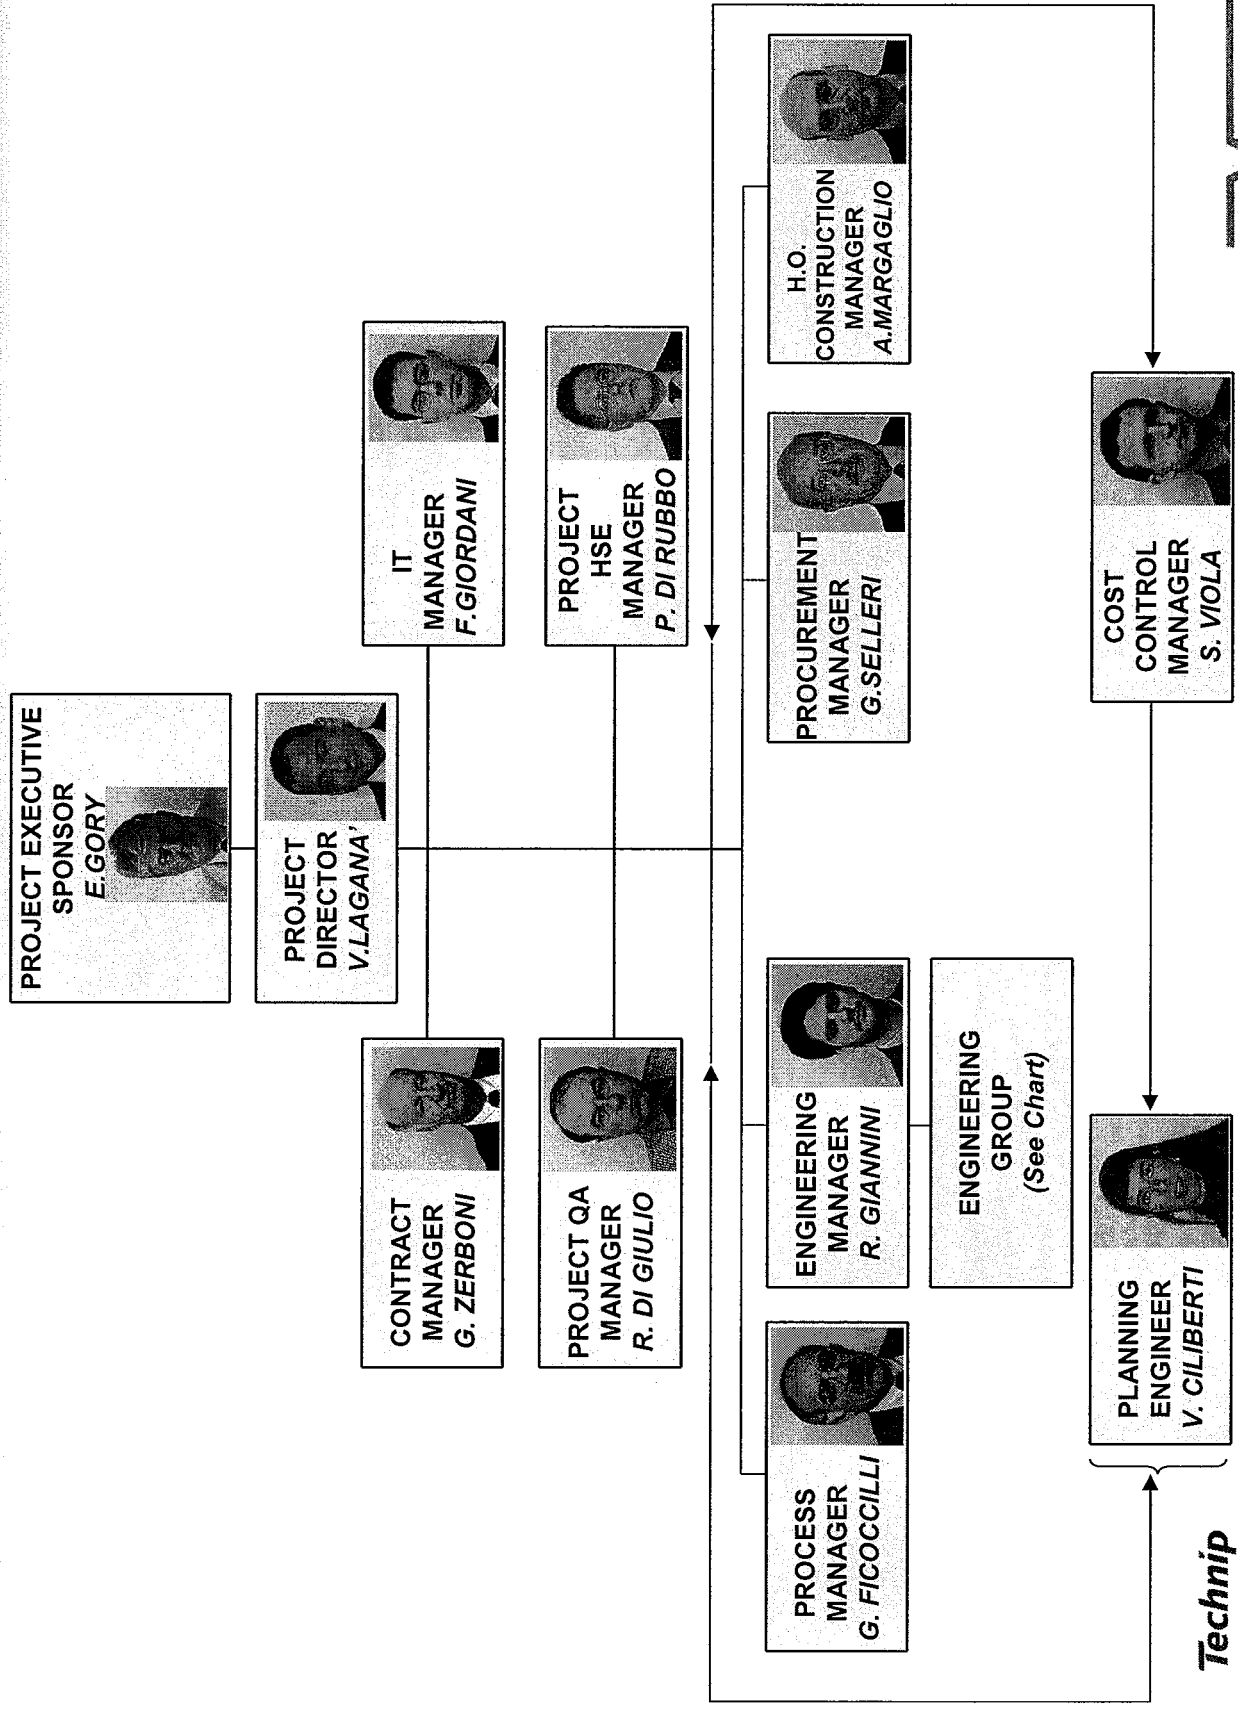 PROJECT EXECUTIVE
SPONSOR
E.GORY
PROJECT
DIRECTOR
V.LAGANA'
CONTRACT
MANAGER
G. ZERBONI
IT
MANAGER
F.GIORDANI
PROJECT QA
MANAGER
R. DI GIULIO
PROJECT
HSE
MANAGER
P. DI RUBBO
PROCESS
MANAGER
G. FICOCCILLI
ENGINEERING
MANAGER
R. GIANNINI
PROCUREMENT
MANAGER
G.SELLERI
H.O.
CONSTRUCTION
MANAGER
A.MARGAGLIO
ENGINEERING
GROUP
(See Chart)
PLANNING
ENGINEER
V. CILIBERTI
COST
CONTROL
MANAGER
S. VIOLA
Technip